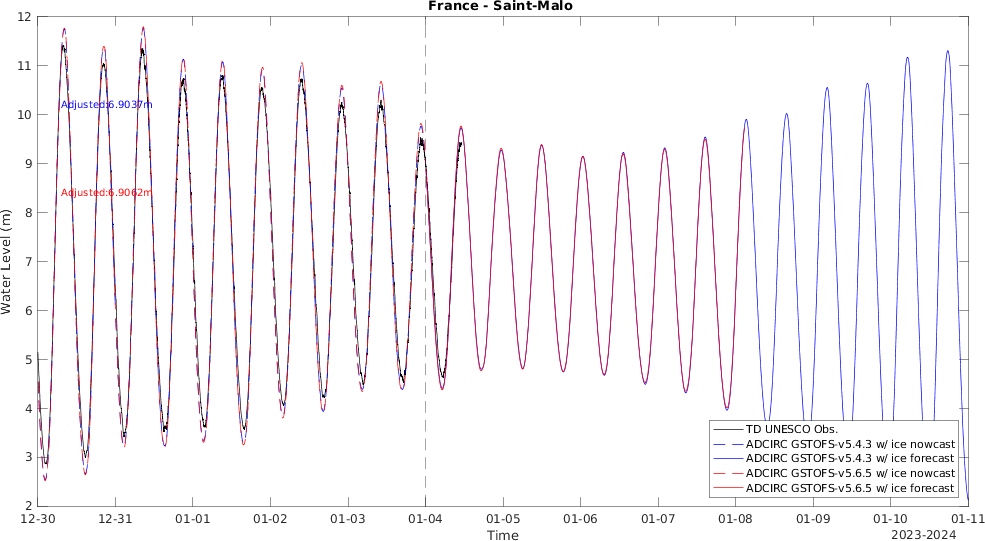 France - Saint-Malo
12
11
10
9
8
7
6
5
4
3
2
Water Level (m)
Adjusted:6.9037m
Adjusted:6.9062m
TD UNESCO Obs.
ADCIRC GSTOFS-v5.4.3 w/ ice nowcast
ADCIRC GSTOFS-v5.4.3 w/ ice forecast
ADCIRC GSTOFS-v5.6.5 w/ ice nowcast
ADCIRC GSTOFS-v5.6.5 w/ ice forecast
12-30 12-31 01-01 01-02 01-03 01-04 01-05 01-06 01-07 01-08 01-09 01-10 01-11
Time
2023-2024